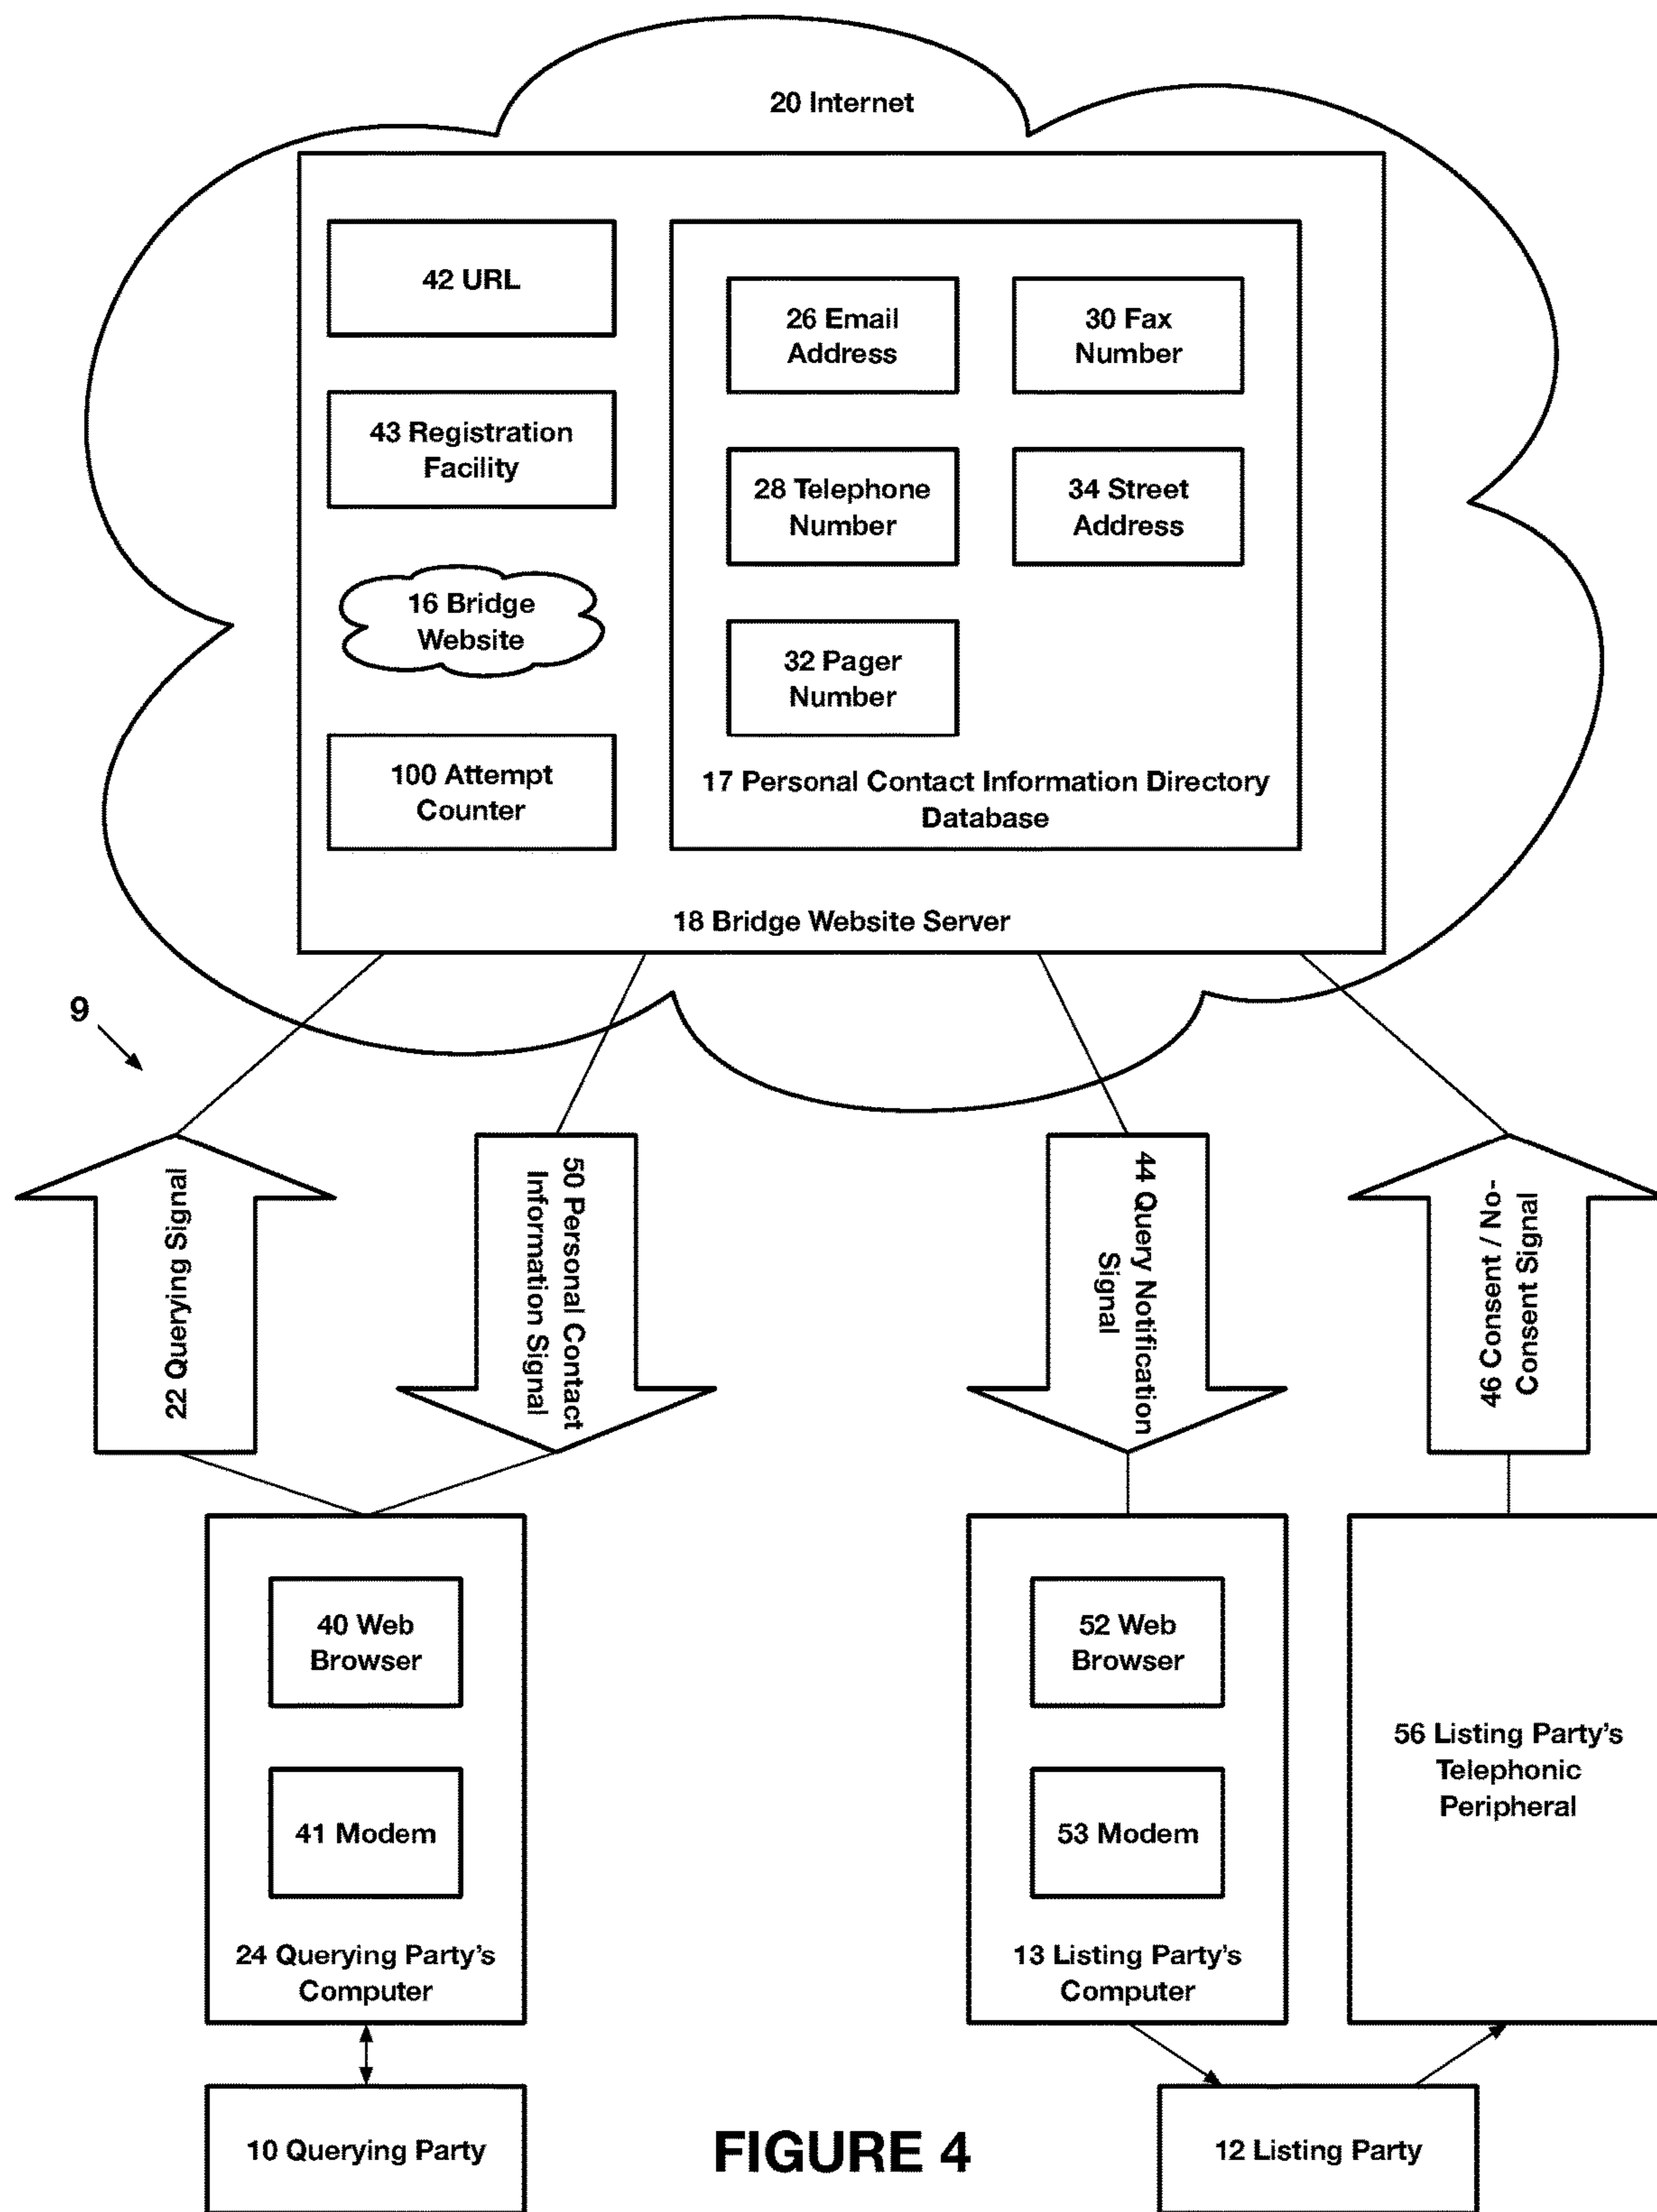 20 Internet
42 URL
26 Email
Address
30 Fax
Number
43 Registration
Facility
28 Telephone
Number
34 Street
Address
16 Bridge
Website
32 Pager
Number
100 Attempt
Counter
17 Personal Contact Information Directory
Database
18 Bridge Website Server
9
22 Querying Signal
50 Personal Contact
Information Signal
44 Query Notification
Signal
46 Consent / No-
Consent Signal
40 Web
Browser
41 Modem
24 Querying Party's
Computer
52 Web
Browser
53 Modem
13 Listing Party's
Computer
56 Listing Party's
Telephonic
Peripheral
10 Querying Party
FIGURE 4
12 Listing Party